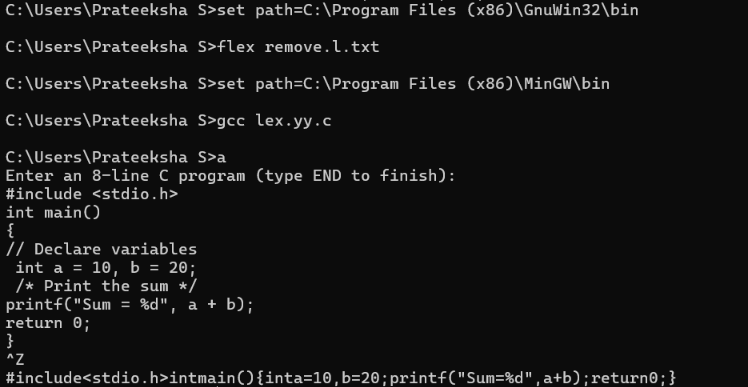 C:\Users\Prateeksha S>set path=C:\Program Files (x86)\GnuWin32\bin
C:\Users\Prateeksha S>flex remove.l.txt
C:\Users\Prateeksha S>set path=C:\Program Files (x86)\MinGW\bin
C:\Users\Prateeksha S>gcc lex.yy.c
C:\Users\Prateeksha S>a
Enter an 8-line C program (type END to finish):
#include <stdio.h>
int main()
{
// Declare variables
 int a = 10, b = 20;
 /* Print the sum */
printf("Sum = %d", a + b);
return 0;
}
^Z
#include<stdio.h>intmain(){inta=10,b=20;printf("Sum=%d",a+b);return0;}